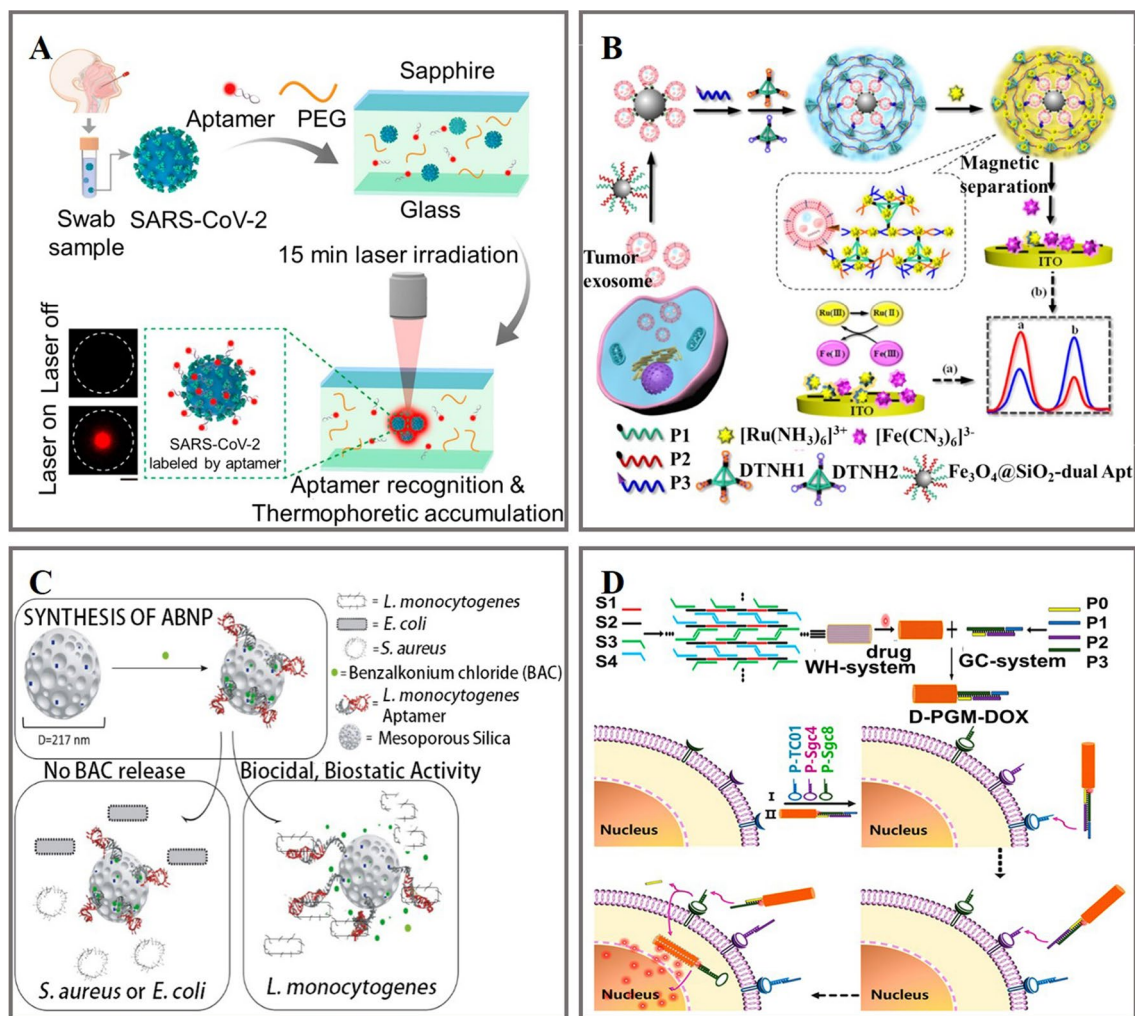 A
Sapphire
Aptamer
PEG
Swab
sample
SARS-CoV-2
Glass
15 min laser irradiation
Laser off
Laser on
SARS-CoV-2
labeled by aptamer
Aptamer recognition &
Thermophoretic accumulation
B
Magnetic
separation
Tumor
exosome
ITO
(b)
Ru(III)
Ru(II)
Fe(II)
Fe(III)
a
b
(a)
ITO
P1
[Ru(NH3)6]3+
[Fe(CN3)6]3-
P2
DTNH1
DTNH2
Fe3O4@SiO2-dual Apt
P3
C
SYNTHESIS OF ABNP
D=217 nm
= L. monocytogenes
= E. coli
= S. aureus
=Benzalkonium chloride (BAC)
= L. monocytogenes
Aptamer
= Mesoporous Silica
No BAC release
Biocidal, Biostatic Activity
S. aureus or E. coli
L. monocytogenes
D
S1
S2
S3
S4
drug
WH-system
GC-system
P0
P1
P2
P3
D-PGM-DOX
P-TC01
P-Sgc4
P-Sgc8
I
II
Nucleus
Nucleus
Nucleus
Nucleus